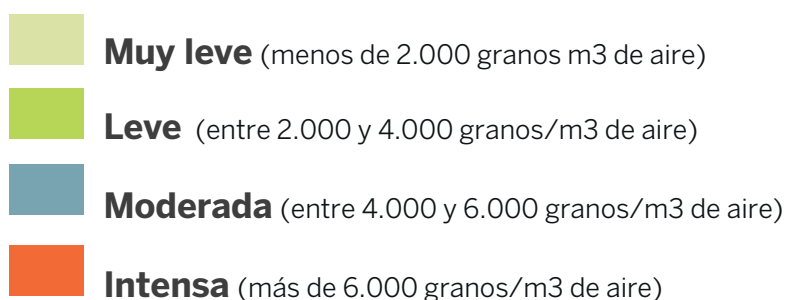 Muy leve (menos de 2.000 granos m3 de aire)
Leve (entre 2.000 y 4.000 granos/m3 de aire)
Moderada (entre 4.000 y 6.000 granos/m3 de aire)
Intensa (más de 6.000 granos/m3 de aire)